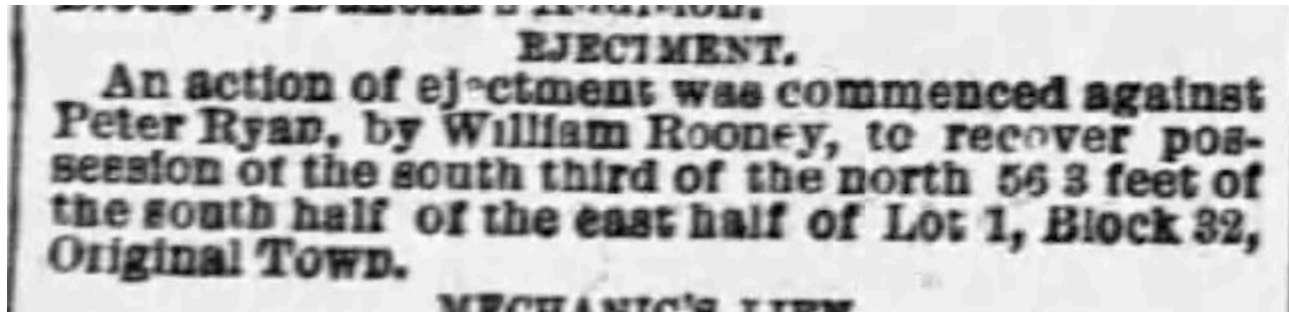 EJECTMENT.
An action of ejectment was commenced against
Peter Ryan, by William Rooney, to recover pos-
session of the south third of the north 56 3 feet of
the south half of the east half of Lot 1, Block 32,
Original Town.
MECHANIC'S LIEN